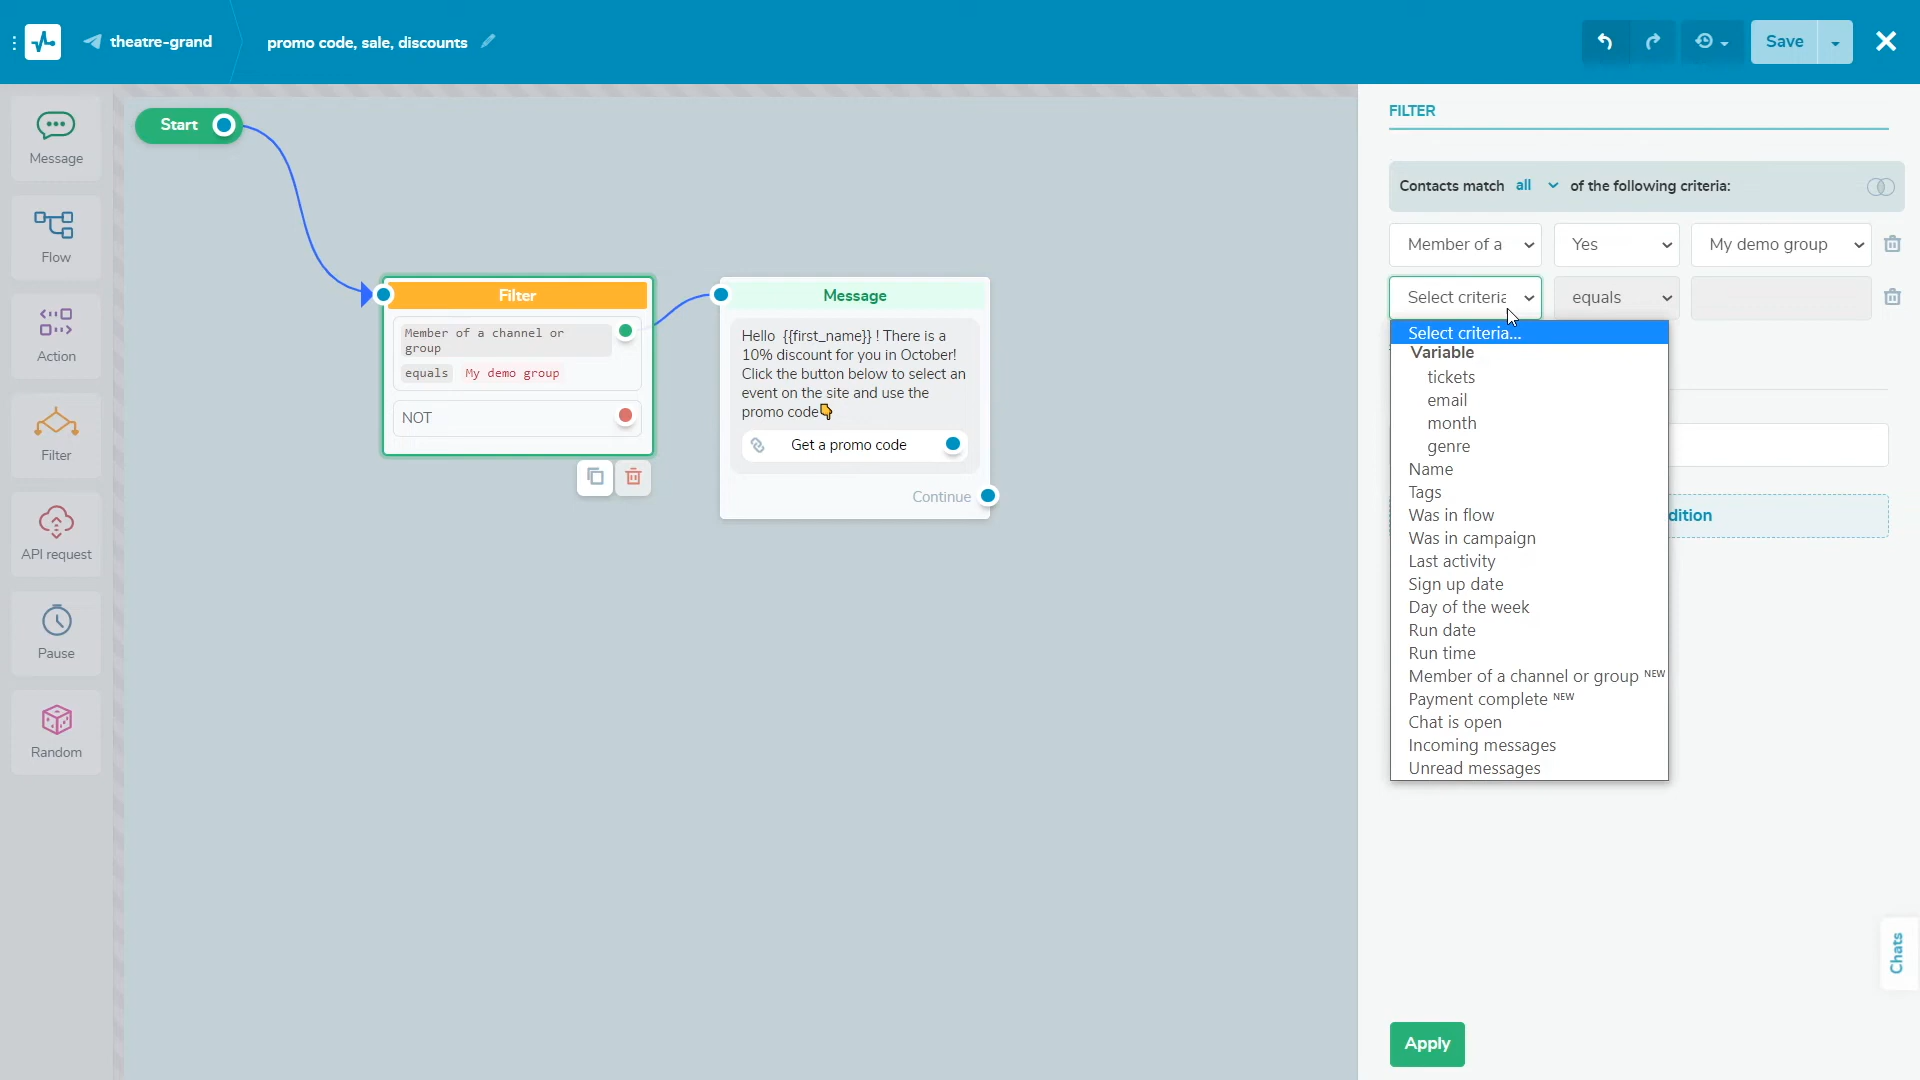 theatre-grand
promo code, sale, discounts
Save
Message
Flow
Action
Filter
API request
Pause
Random
Start
Filter
Member of a channel or
group
equals My demo group
NOT
Message
Hello {{first_name}} ! There is a
10% discount for you in October!
Click the button below to select an
event on the site and use the
promo code👇
Get a promo code
Continue
FILTER
Contacts match all of the following criteria:
Member of a Yes My demo group
Select criteria equals
Select criteria...
Variable
tickets
email
month
genre
Name
Tags
Was in flow
Was in campaign
Last activity
Sign up date
Day of the week
Run date
Run time
Member of a channel or group NEW
Payment complete NEW
Chat is open
Incoming messages
Unread messages
dition
Chats
Apply